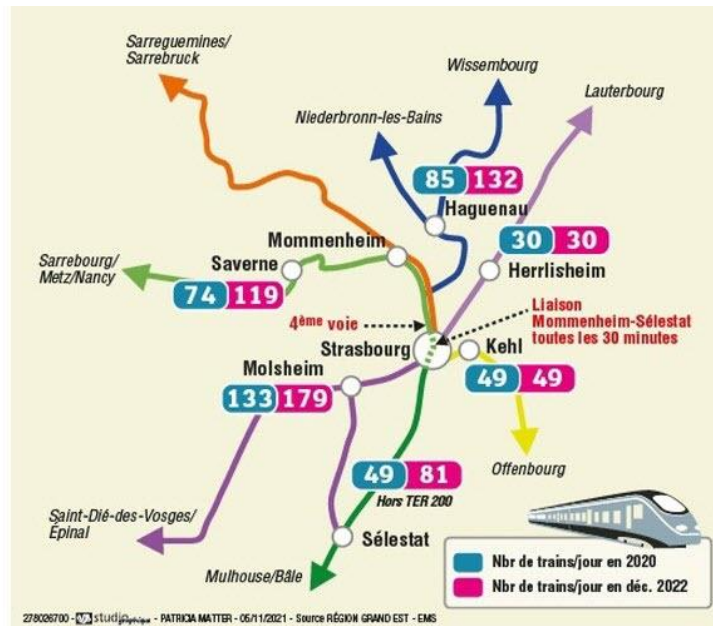 Sarreguemines/
Sarrebruck
Wissembourg
Lauterbourg
Niederbronn-les-Bains
85 132
Haguenau
Mommenheim
30 30
Sarrebourg/
Metz/Nancy
Saverne
Herrlisheim
74 119
4ème voie
Liaison
Mommenheim-Sélestat
toutes les 30 minutes
Strasbourg
Kehl
Molsheim
49 49
133 179
49 81
Hors TER 200
Offenbourg
Saint-Dié-des-Vosges/
Épinal
Sélestat
Mulhouse/Bâle
Nbr de trains/jour en 2020
Nbr de trains/jour en déc. 2022
278026700 - studio graphique - PATRICIA MATTER - 05/11/2021 - Source RÉGION GRAND EST - EMS